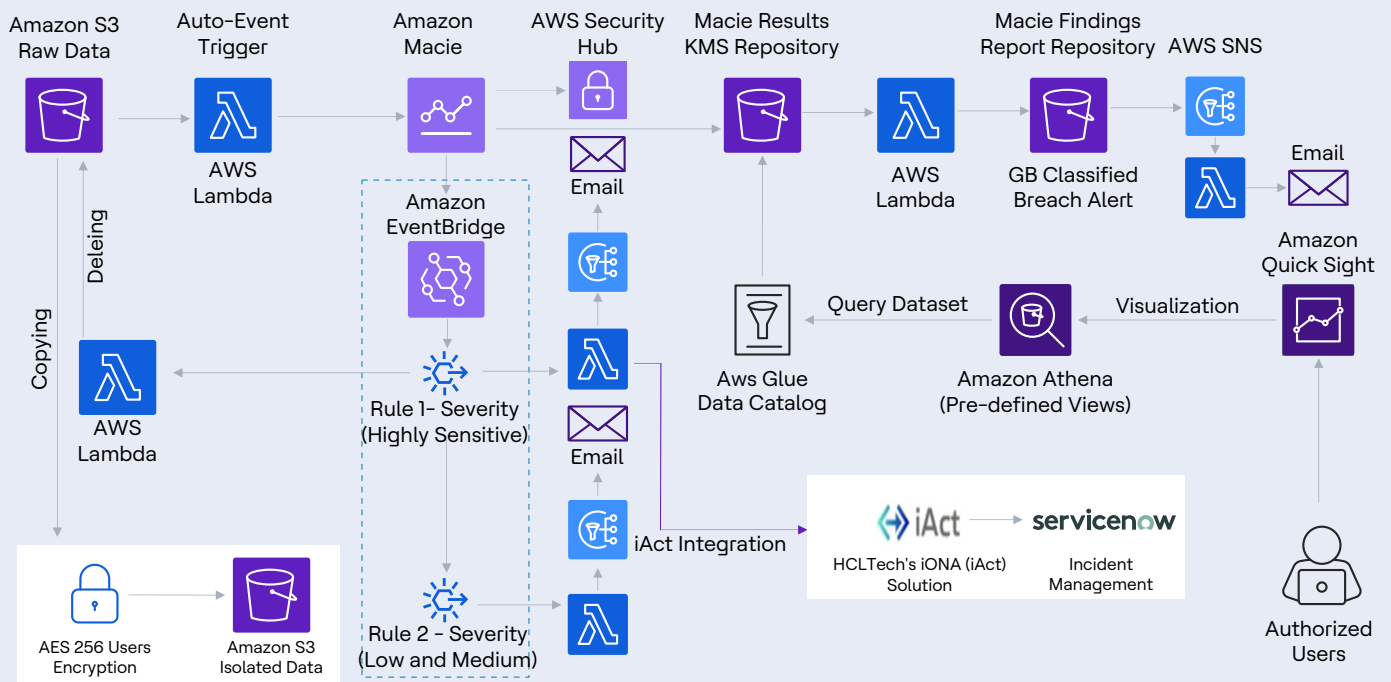 Amazon S3
Raw Data
Auto-Event
Trigger
Amazon
Macie
AWS Security
Hub
Macie Results
KMS Repository
Macie Findings
Report Repository
AWS SNS
AWS
Lambda
Email
AWS
Lambda
GB Classified
Breach Alert
Email
Amazon
EventBridge
Deleing
Copying
Amazon
Quick Sight
Query Dataset
Visualization
AWS
Lambda
Rule 1- Severity
(Highly Sensitive)
Aws Glue
Data Catalog
Amazon Athena
(Pre-defined Views)
Email
iAct Integration
iAct
servicenow
HCLTech's iONA (iAct)
Solution
Incident
Management
AES 256 Users
Encryption
Amazon S3
Isolated Data
Rule 2 - Severity
(Low and Medium)
Authorized
Users